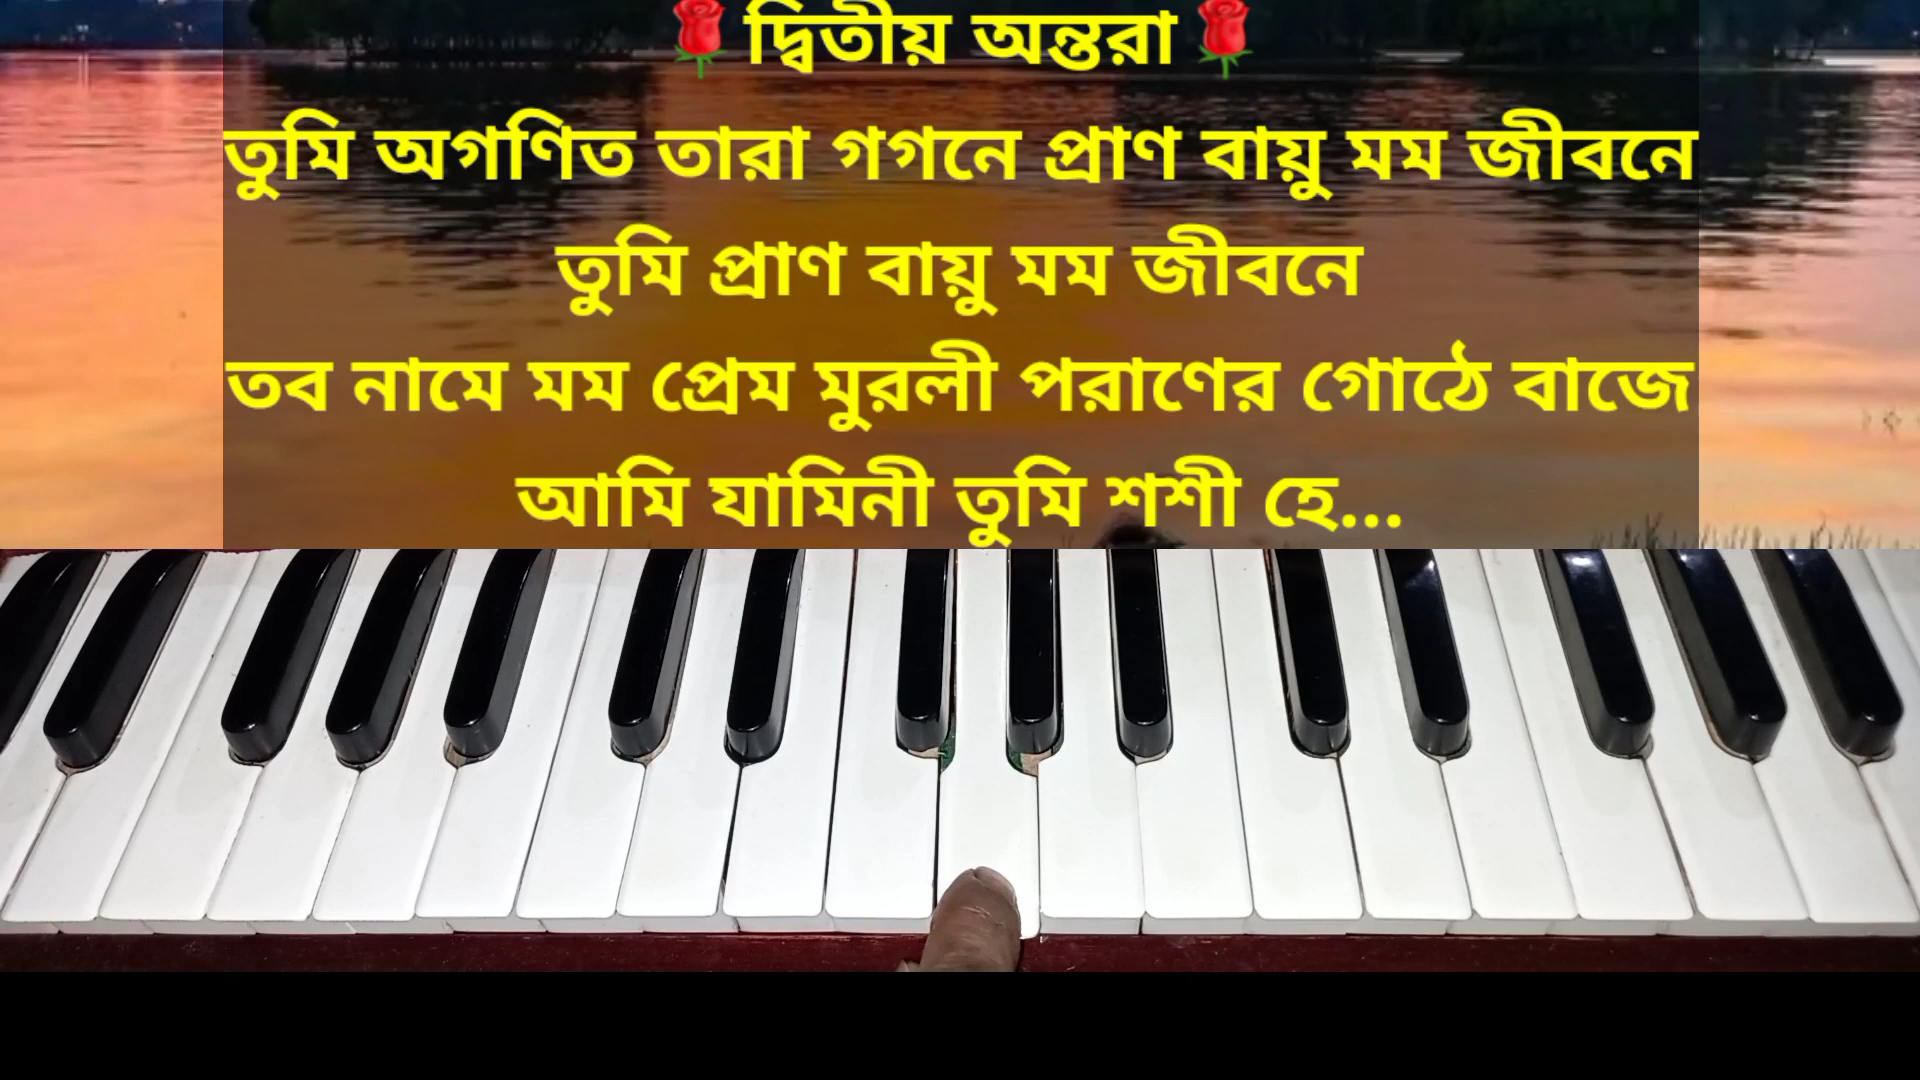 🌹দ্বিতীয় অন্তরা🌹
তুমি অগণিত তারা গগনে প্রাণ বায়ু মম জীবনে
তুমি প্রাণ বায়ু মম জীবনে
তব নামে মম প্রেম মুরলী পরাণের গোঠে বাজে
আমি যামিনী তুমি শশী হে...